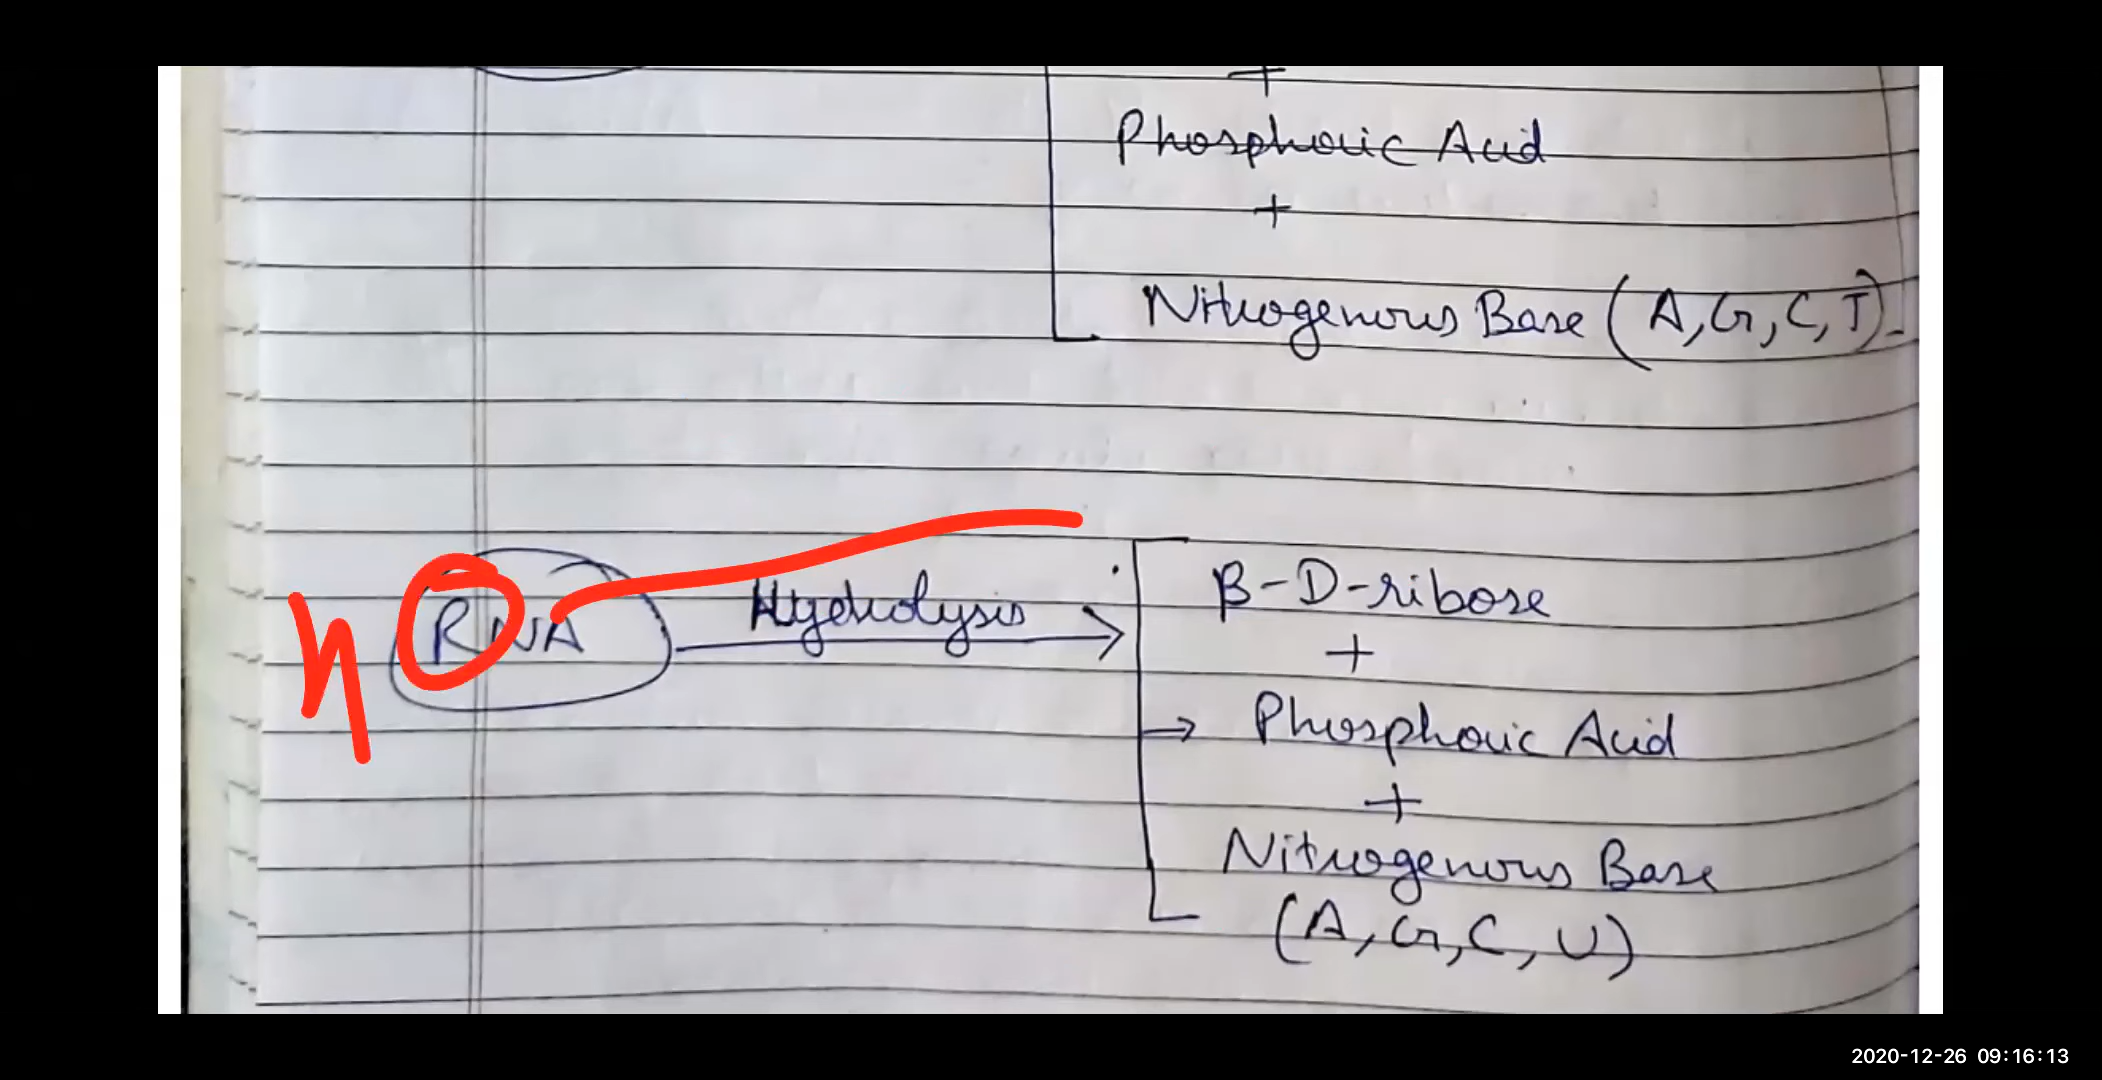 +
Phosphoric Acid
+
Nitrogenous Base (A, G, C, T)
RNA Hydrolysis → β-D-ribose
+
→ Phosphoric Acid
+
Nitrogenous Base
(A, G, C, U)
2020-12-26 09:16:13